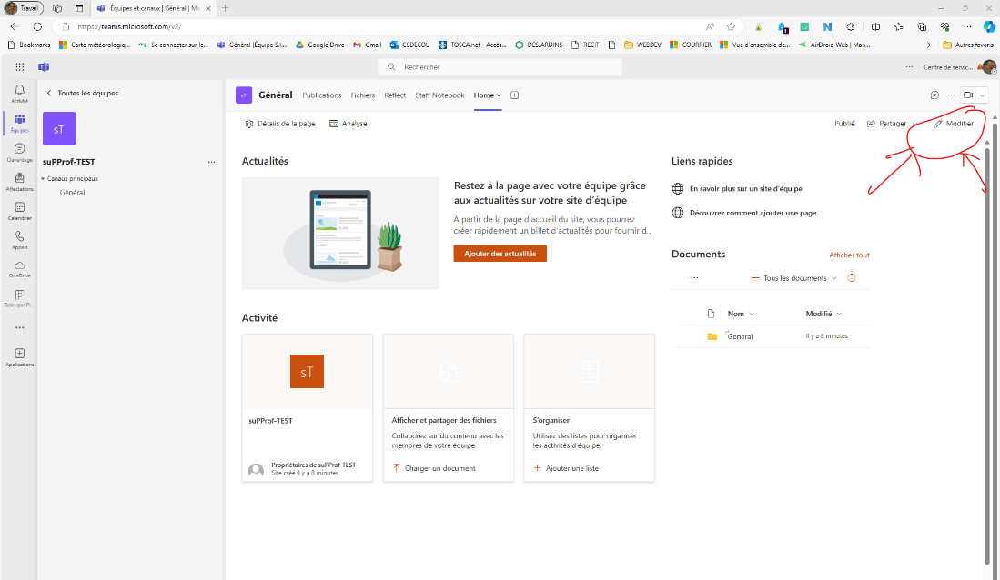 Travail
Équipes et canaux | Général | Mic
https://teams.microsoft.com/v2/
Bookmarks
Carte météorologiq...
Se connecter sur le...
Général (Équipe S.I....
Google Drive
Gmail
CSDECOU
TOSCA.net - Accès...
DESJARDINS
RECIT
WEBDEV
COURRIER
Vue d'ensemble de...
AirDroid Web | Man...
Autres favoris
Rechercher
Centre de servic...
Activité
Équipes
Clavardage
Affectations
Calendrier
Appels
OneDrive
Tasks par Pl...
Applications
Toutes les équipes
sT
suPProf-TEST
Canaux principaux
Général
sT
Général
Publications
Fichiers
Reflect
Staff Notebook
Home
Détails de la page
Analyse
Publié
Partager
Modifier
Actualités
Restez à la page avec votre équipe grâce
aux actualités sur votre site d'équipe
À partir de la page d'accueil du site, vous pourrez
créer rapidement un billet d'actualités pour fournir d...
Ajouter des actualités
Liens rapides
En savoir plus sur un site d'équipe
Découvrez comment ajouter une page
Documents
Afficher tout
Tous les documents
Nom
Modifié
General
Il y a 8 minutes
Activité
sT
suPProf-TEST
Propriétaires de suPProf-TEST
Site créé il y a 8 minutes
Afficher et partager des fichiers
Collaborez sur du contenu avec les
membres de votre équipe.
Charger un document
S'organiser
Utilisez des listes pour organiser
les activités d'équipe.
Ajouter une liste